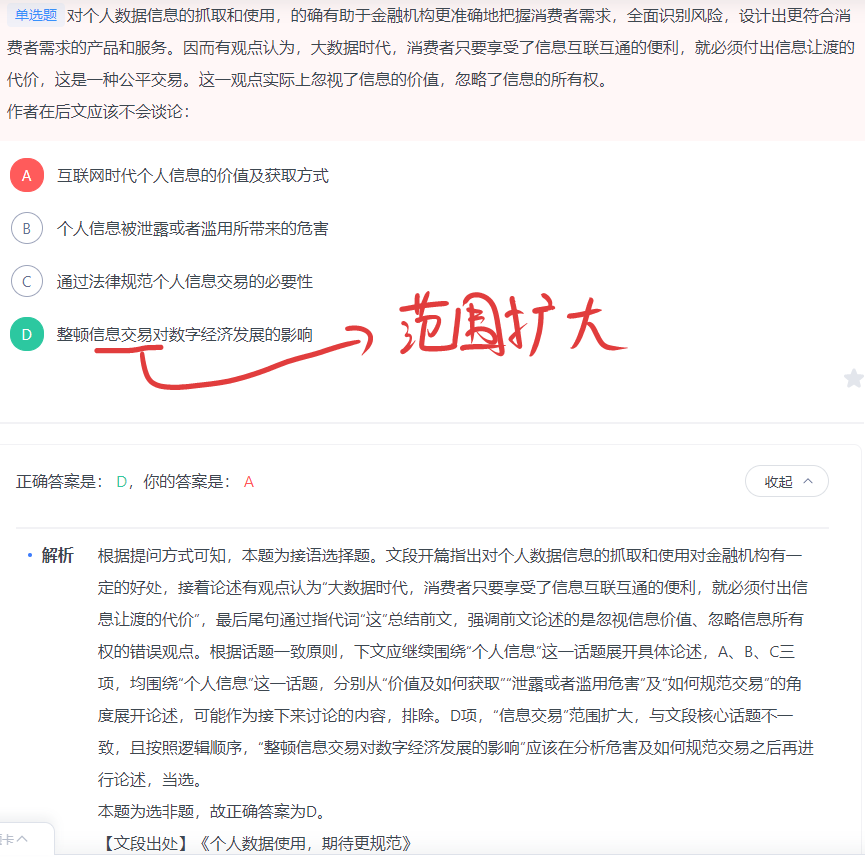 单选题 对个人数据信息的抓取和使用，的确有助于金融机构更准确地把握消费者需求，全面识别风险，设计出更符合消
费者需求的产品和服务。因而有观点认为，大数据时代，消费者只要享受了信息互联互通的便利，就必须付出信息让渡的
代价，这是一种公平交易。这一观点实际上忽视了信息的价值，忽略了信息的所有权。
作者在后文应该不会谈论：
A 互联网时代个人信息的价值及获取方式
B 个人信息被泄露或者滥用所带来的危害
C 通过法律规范个人信息交易的必要性
D 整顿信息交易对数字经济发展的影响
范围扩大
正确答案是： D，你的答案是： A
收起
解析 根据提问方式可知，本题为接语选择题。文段开篇指出对个人数据信息的抓取和使用对金融机构有一
定的好处，接着论述有观点认为“大数据时代，消费者只要享受了信息互联互通的便利，就必须付出信
息让渡的代价”，最后尾句通过指代词“这”总结前文，强调前文论述的是忽视信息价值、忽略信息所有
权的错误观点。根据话题一致原则，下文应继续围绕“个人信息”这一话题展开具体论述，A、B、C三
项，均围绕“个人信息”这一话题，分别从“价值及如何获取”“泄露或者滥用危害”及“如何规范交易”的角
度展开论述，可能作为接下来讨论的内容，排除。D项，“信息交易”范围扩大，与文段核心话题不一
致，且按照逻辑顺序，“整顿信息交易对数字经济发展的影响”应该在分析危害及如何规范交易之后再进
行论述，当选。
本题为选非题，故正确答案为D。
【文段出处】《个人数据使用，期待更规范》
卡